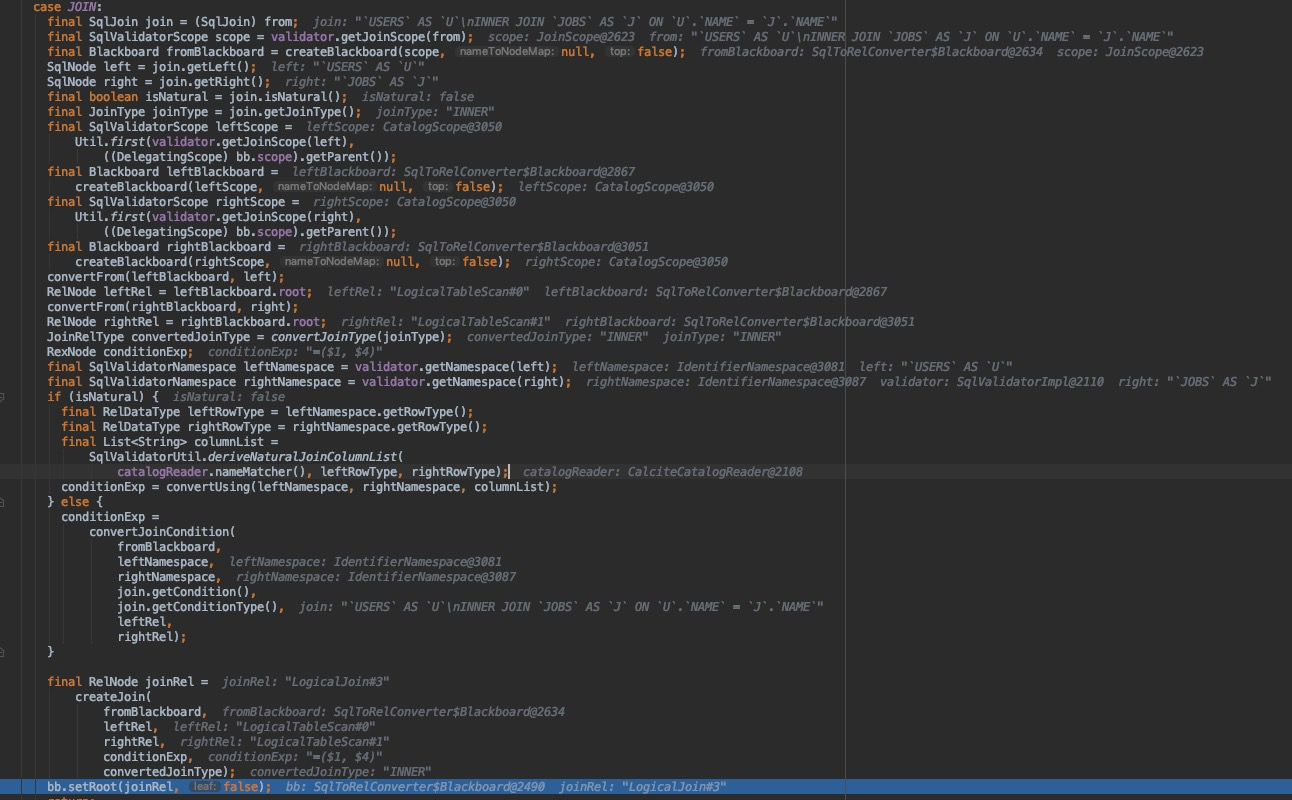 case JOIN:
final SqlJoin join = (SqlJoin) from; join: "`USERS` AS `U`\nINNER JOIN `JOBS` AS `J` ON `U`.`NAME` = `J`.`NAME`"
final SqlValidatorScope scope = validator.getJoinScope(from); scope: JoinScope@2623 from: "`USERS` AS `U`\nINNER JOIN `JOBS` AS `J` ON `U`.`NAME` = `J`.`NAME`"
final Blackboard fromBlackboard = createBlackboard(scope, nameToNodeMap: null, top: false); fromBlackboard: SqlToRelConverter$Blackboard@2634 scope: JoinScope@2623
SqlNode left = join.getLeft(); left: "`USERS` AS `U`"
SqlNode right = join.getRight(); right: "`JOBS` AS `J`"
final boolean isNatural = join.isNatural(); isNatural: false
final JoinType joinType = join.getJoinType(); joinType: "INNER"
final SqlValidatorScope leftScope = leftScope: CatalogScope@3050
Util.first(validator.getJoinScope(left),
((DelegatingScope) bb.scope).getParent());
final Blackboard leftBlackboard = leftBlackboard: SqlToRelConverter$Blackboard@2867
createBlackboard(leftScope, nameToNodeMap: null, top: false); leftScope: CatalogScope@3050
final SqlValidatorScope rightScope = rightScope: CatalogScope@3050
Util.first(validator.getJoinScope(right),
((DelegatingScope) bb.scope).getParent());
final Blackboard rightBlackboard = rightBlackboard: SqlToRelConverter$Blackboard@3051
createBlackboard(rightScope, nameToNodeMap: null, top: false); rightScope: CatalogScope@3050
convertFrom(leftBlackboard, left);
RelNode leftRel = leftBlackboard.root; leftRel: "LogicalTableScan#0" leftBlackboard: SqlToRelConverter$Blackboard@2867
convertFrom(rightBlackboard, right);
RelNode rightRel = rightBlackboard.root; rightRel: "LogicalTableScan#1" rightBlackboard: SqlToRelConverter$Blackboard@3051
JoinRelType convertedJoinType = convertJoinType(joinType); convertedJoinType: "INNER" joinType: "INNER"
RexNode conditionExp; conditionExp: "=($1, $4)"
final SqlValidatorNamespace leftNamespace = validator.getNamespace(left); leftNamespace: IdentifierNamespace@3081 left: "`USERS` AS `U`"
final SqlValidatorNamespace rightNamespace = validator.getNamespace(right); rightNamespace: IdentifierNamespace@3087 validator: SqlValidatorImpl@2110 right: "`JOBS` AS `J`"
if (isNatural) { isNatural: false
final RelDataType leftRowType = leftNamespace.getRowType();
final RelDataType rightRowType = rightNamespace.getRowType();
final List<String> columnList =
SqlValidatorUtil.deriveNaturalJoinColumnList(
catalogReader.nameMatcher(), leftRowType, rightRowType); catalogReader: CalciteCatalogReader@2108
conditionExp = convertUsing(leftNamespace, rightNamespace, columnList);
} else {
conditionExp =
convertJoinCondition(
fromBlackboard,
leftNamespace, leftNamespace: IdentifierNamespace@3081
rightNamespace, rightNamespace: IdentifierNamespace@3087
join.getCondition(),
join.getConditionType(), join: "`USERS` AS `U`\nINNER JOIN `JOBS` AS `J` ON `U`.`NAME` = `J`.`NAME`"
leftRel,
rightRel);
}
final RelNode joinRel = joinRel: "LogicalJoin#3"
createJoin(
fromBlackboard, fromBlackboard: SqlToRelConverter$Blackboard@2634
leftRel, leftRel: "LogicalTableScan#0"
rightRel, rightRel: "LogicalTableScan#1"
conditionExp, conditionExp: "=($1, $4)"
convertedJoinType); convertedJoinType: "INNER"
bb.setRoot(joinRel, leaf: false); bb: SqlToRelConverter$Blackboard@2490 joinRel: "LogicalJoin#3"